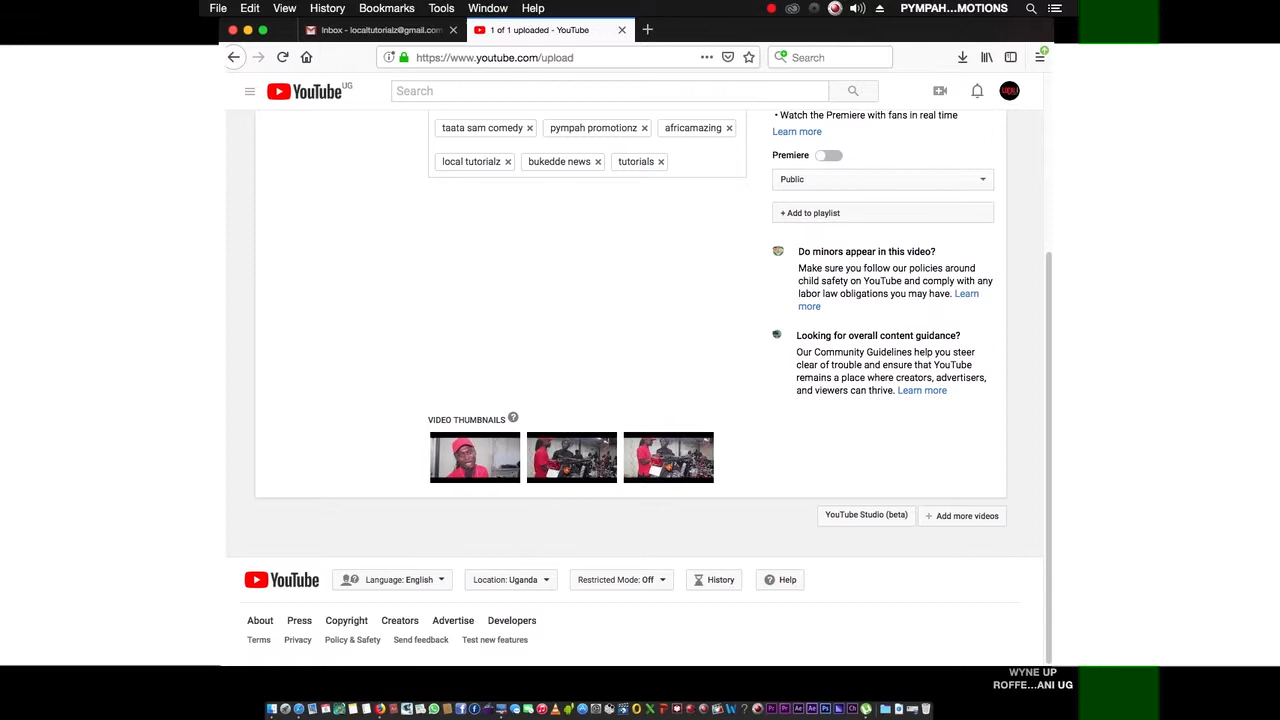 File Edit View History Bookmarks Tools Window Help PYMPAH ...MOTIONS
Inbox - localtutorialz@gmail.com
1 of 1 uploaded - YouTube
https://www.youtube.com/upload
Search
YouTube UG
Search
taata sam comedy
pympah promotionz
africamazing
local tutorialz
bukedde news
tutorials
• Watch the Premiere with fans in real time
Learn more
Premiere
Public
+ Add to playlist
Do minors appear in this video?
Make sure you follow our policies around
child safety on YouTube and comply with any
labor law obligations you may have. Learn
more
Looking for overall content guidance?
Our Community Guidelines help you steer
clear of trouble and ensure that YouTube
remains a place where creators, advertisers,
and viewers can thrive. Learn more
VIDEO THUMBNAILS
YouTube Studio (beta)
+ Add more videos
YouTube
Language: English
Location: Uganda
Restricted Mode: Off
History
Help
About Press Copyright Creators Advertise Developers
Terms Privacy Policy & Safety Send feedback Test new features
WYNE UP
ROFFE...ANI UG